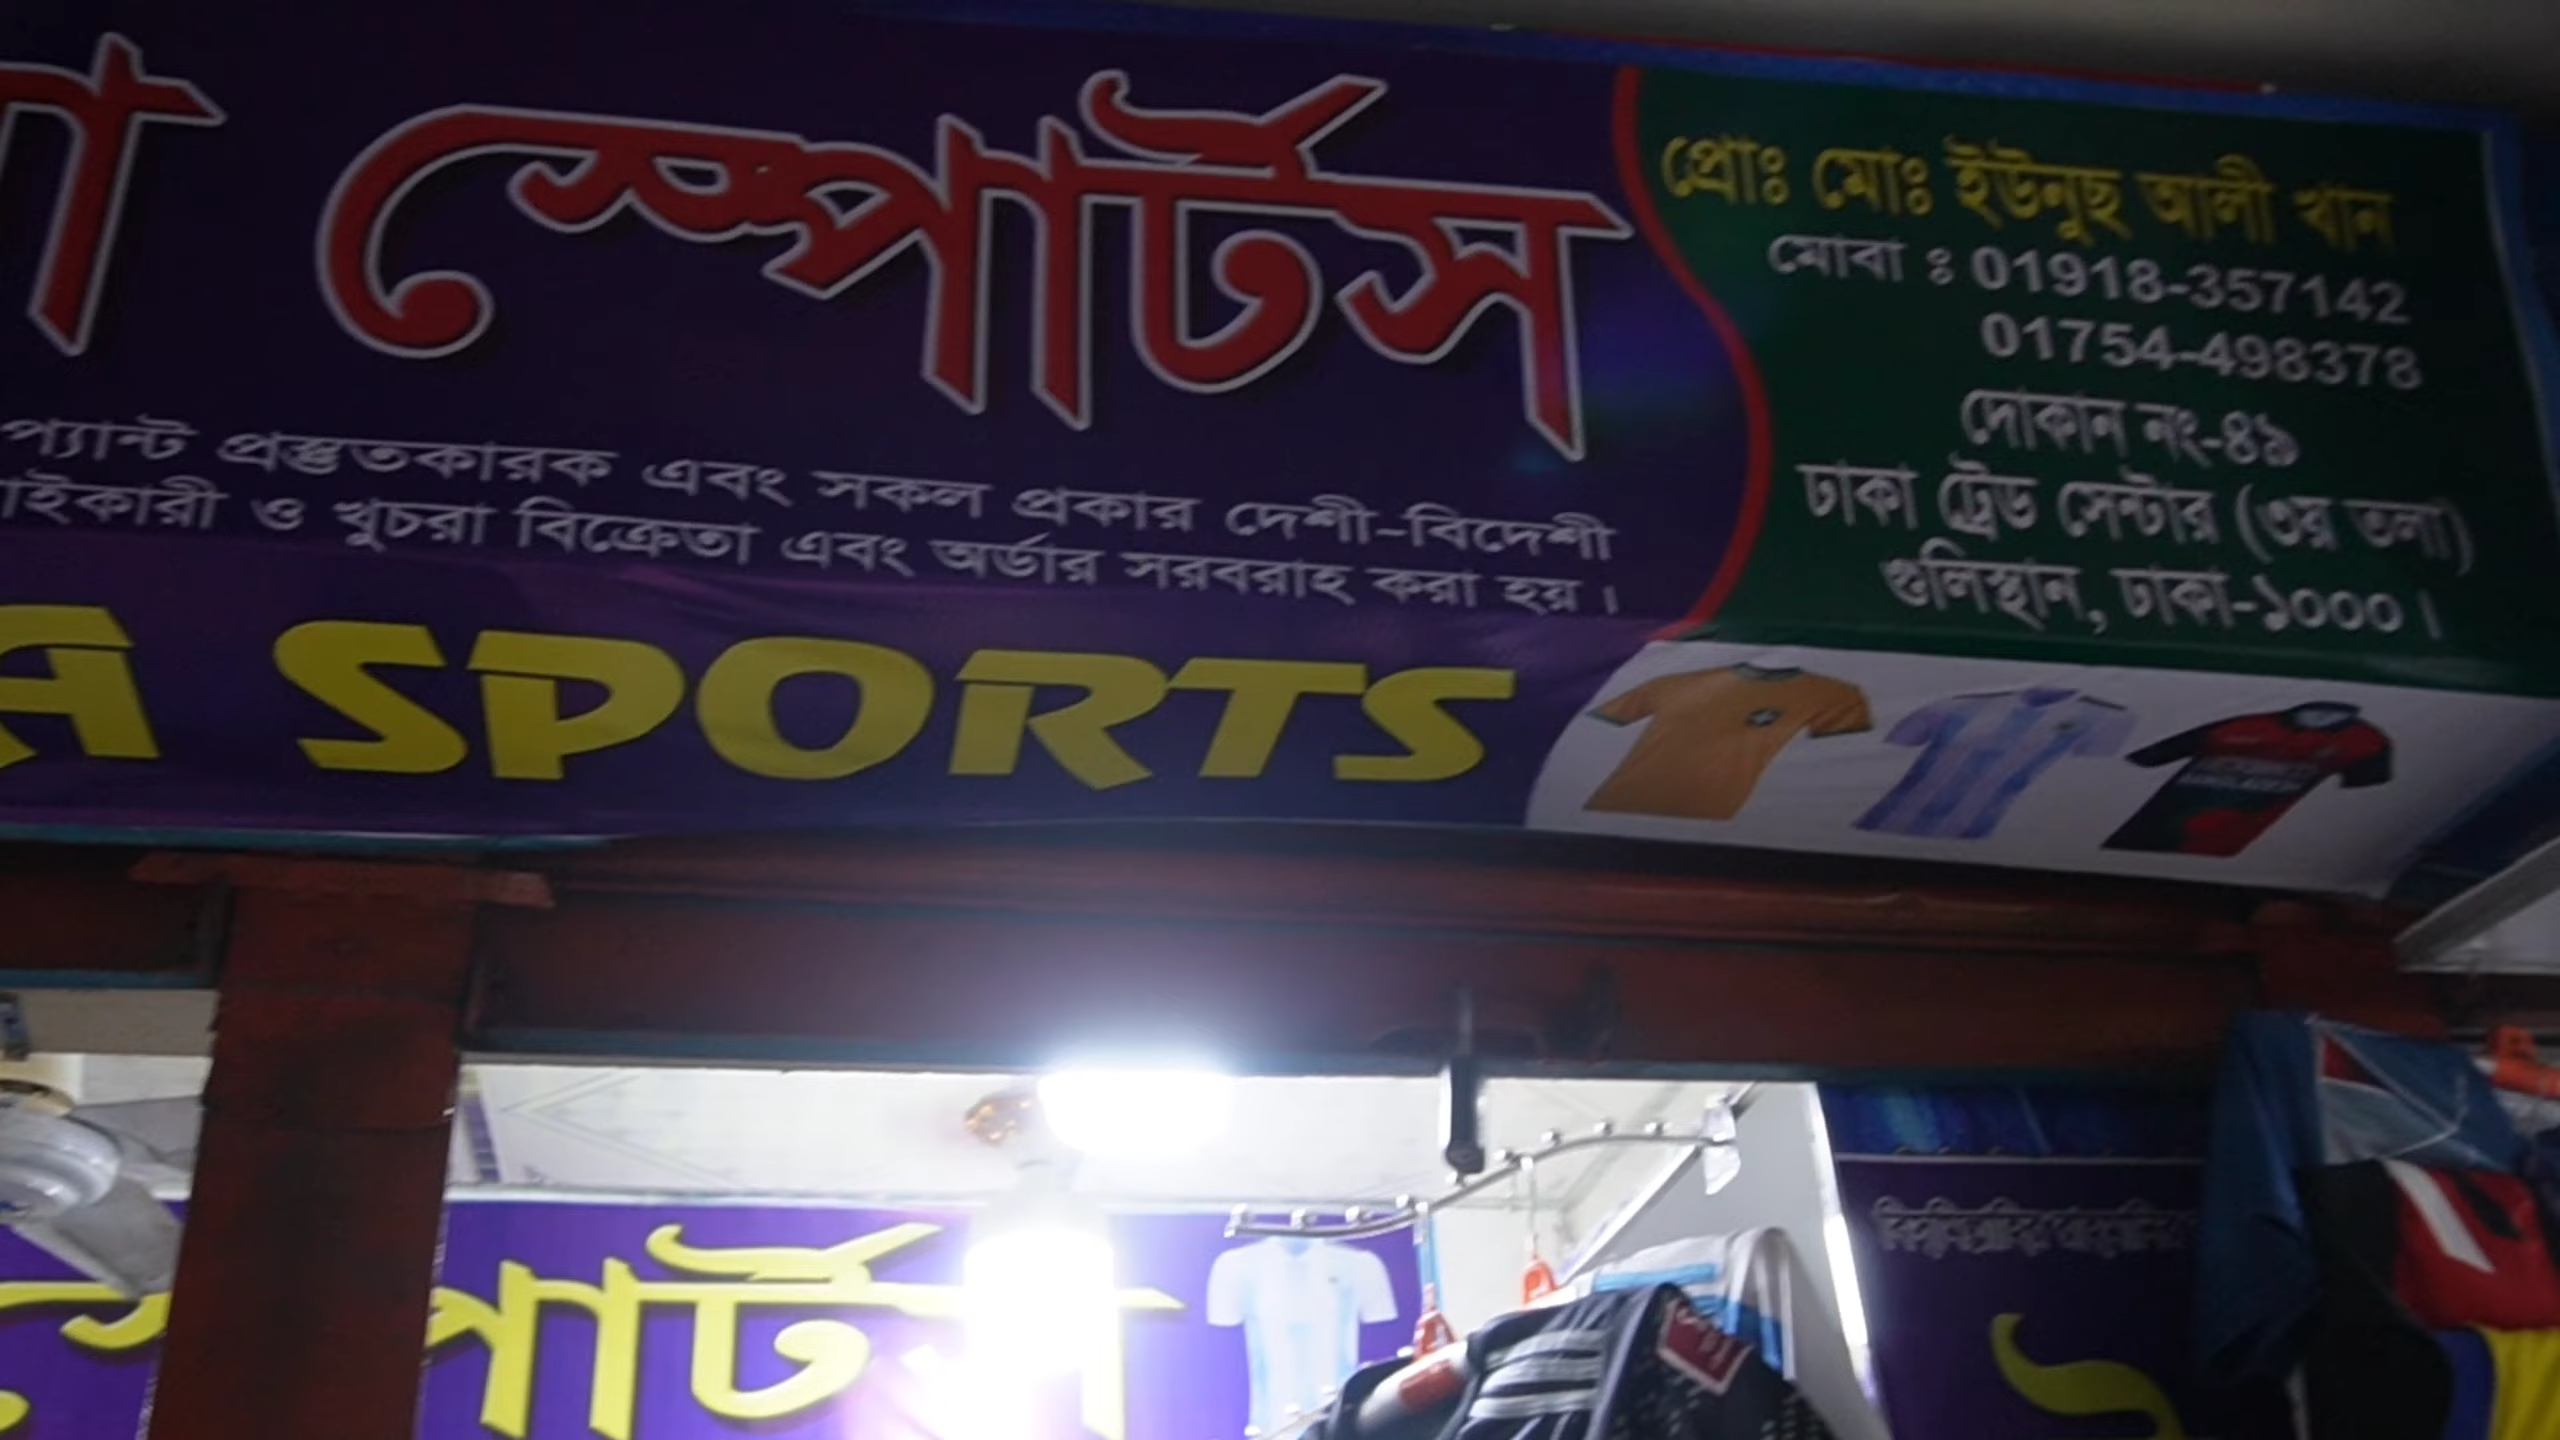 স্পোর্টস
প্রোঃ মোঃ ইউনুছ আলী খান
মোবা : 01918-357142
01754-498378
দোকান নং-৪৯
ঢাকা ট্রেড সেন্টার (৩য় তলা)
গুলিস্থান, ঢাকা-১০০০।
প্যান্ট প্রস্তুতকারক এবং সকল প্রকার দেশী-বিদেশী
ও খুচরা বিক্রেতা এবং অর্ডার সরবরাহ করা হয়।
SPORTS